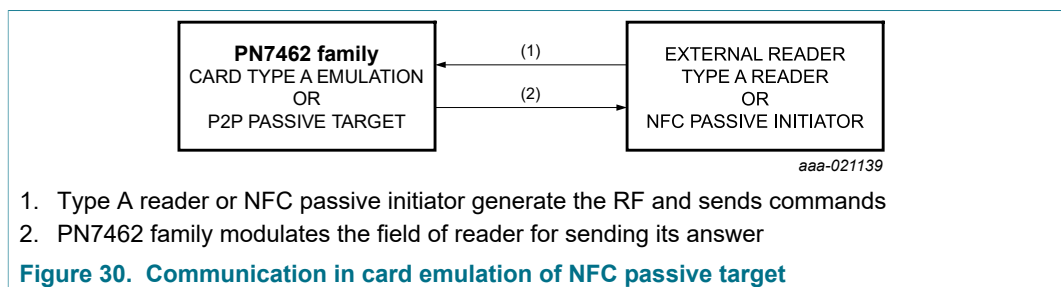 PN7462 family
CARD TYPE A EMULATION
OR
P2P PASSIVE TARGET
(1)
(2)
EXTERNAL READER
TYPE A READER
OR
NFC PASSIVE INITIATOR
aaa-021139
1. Type A reader or NFC passive initiator generate the RF and sends commands
2. PN7462 family modulates the field of reader for sending its answer
Figure 30. Communication in card emulation of NFC passive target